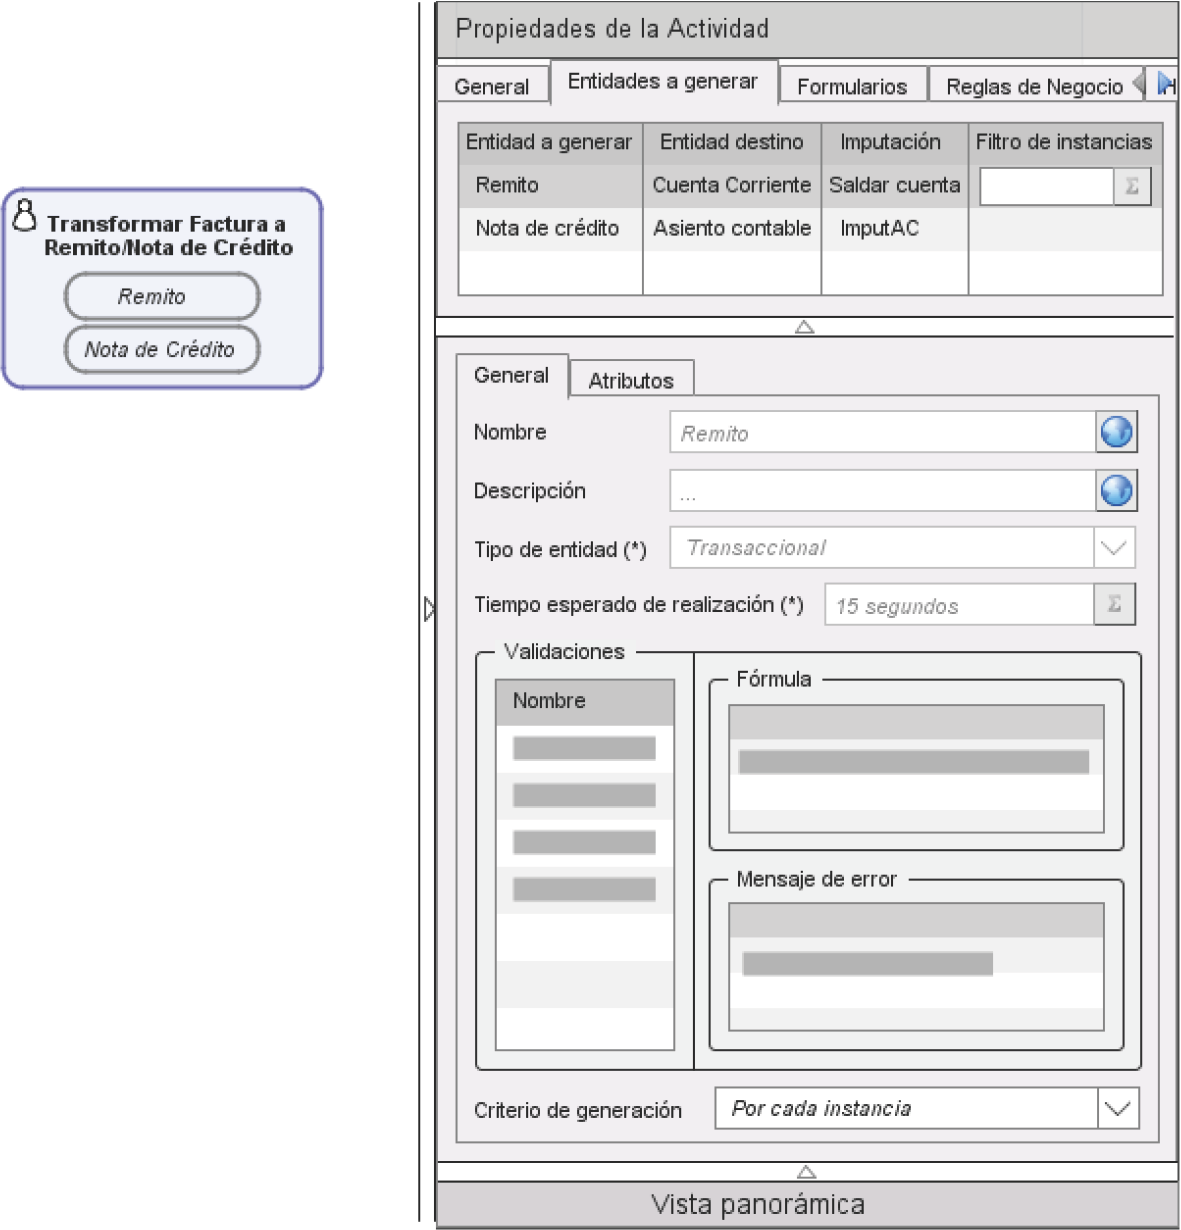 Transformar Factura a
Remito/Nota de Crédito
Remito
Nota de Crédito
Propiedades de la Actividad
General Entidades a generar Formularios Reglas de Negocio H
Entidad a generar Entidad destino Imputación Filtro de instancias
Remito Cuenta Corriente Saldar cuenta Σ
Nota de crédito Asiento contable ImputAC
General Atributos
Nombre Remito
Descripción ...
Tipo de entidad (*) Transaccional
Tiempo esperado de realización (*) 15 segundos Σ
Validaciones
Nombre
Fórmula
Mensaje de error
Criterio de generación Por cada instancia
Vista panorámica